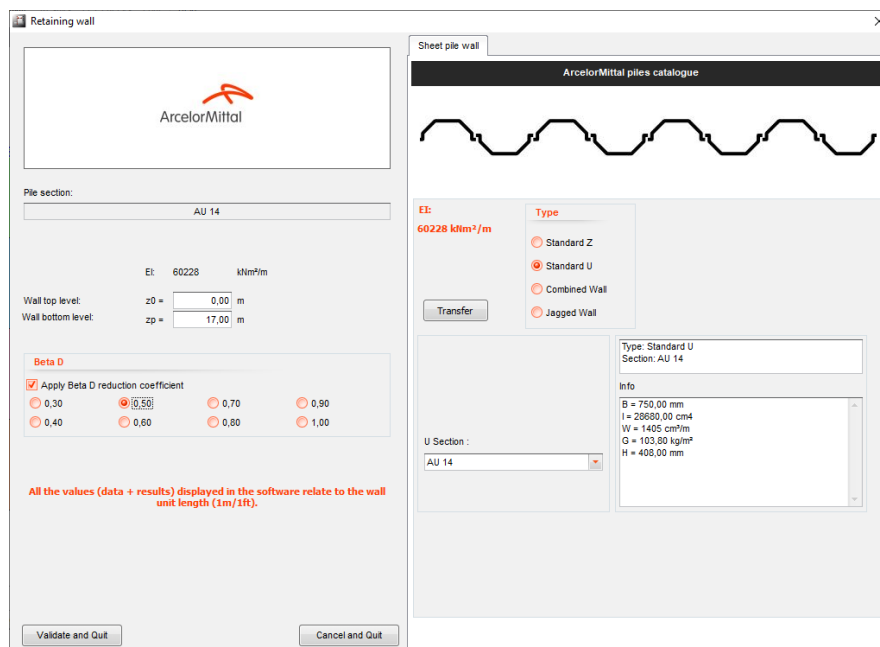 Retaining wall
ArcelorMittal
Pile section:
AU 14
EI: 60228 kNm²/m
Wall top level: z0 = 0,00 m
Wall bottom level: zp = 17,00 m
Beta D
Apply Beta D reduction coefficient
0,30 0,50 0,70 0,90
0,40 0,60 0,80 1,00
All the values (data + results) displayed in the software relate to the wall
unit length (1m/1ft).
Validate and Quit Cancel and Quit
Sheet pile wall
ArcelorMittal piles catalogue
EI:
60228 kNm²/m
Transfer
Type
Standard Z
Standard U
Combined Wall
Jagged Wall
U Section :
AU 14
Type: Standard U
Section: AU 14
Info
B = 750,00 mm
I = 28680,00 cm4
W = 1405 cm³/m
G = 103,80 kg/m²
H = 408,00 mm